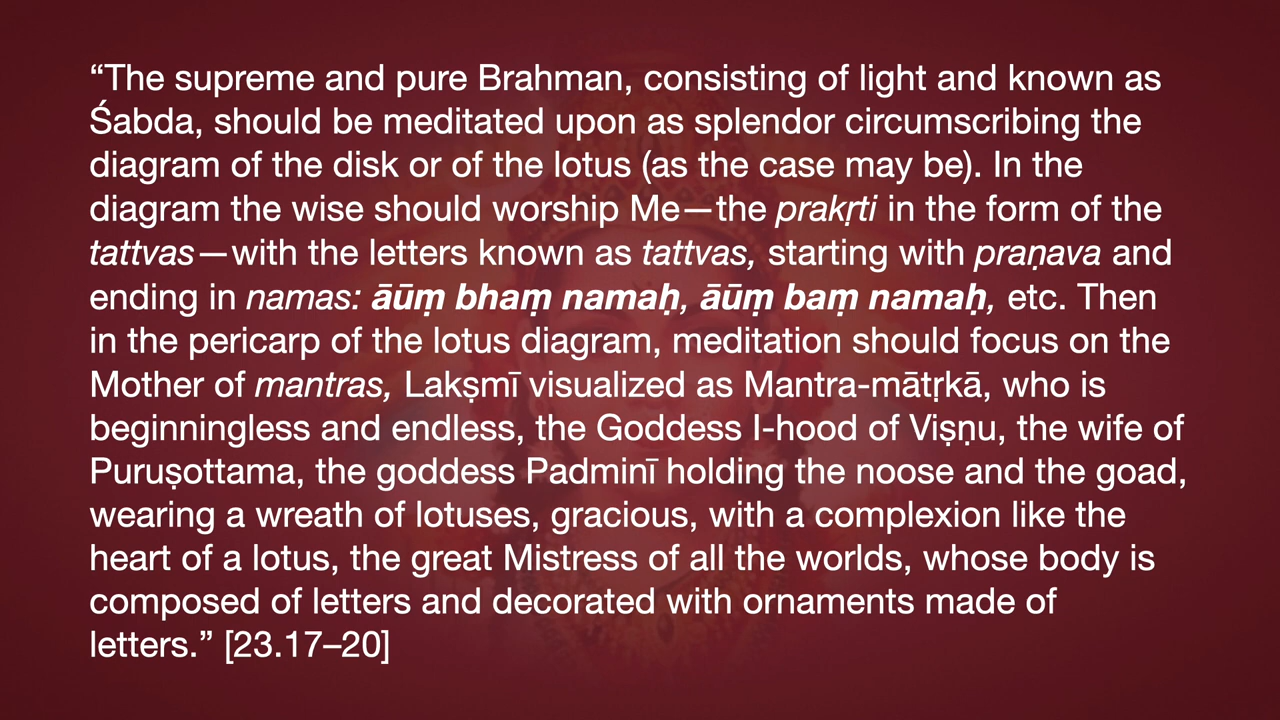 “The supreme and pure Brahman, consisting of light and known as
Śabda, should be meditated upon as splendor circumscribing the
diagram of the disk or of the lotus (as the case may be). In the
diagram the wise should worship Me—the prakṛti in the form of the
tattvas—with the letters known as tattvas, starting with praṇava and
ending in namas: āūṃ bhaṃ namaḥ, āūṃ baṃ namaḥ, etc. Then
in the pericarp of the lotus diagram, meditation should focus on the
Mother of mantras, Lakṣmī visualized as Mantra-mātṛkā, who is
beginningless and endless, the Goddess I-hood of Viṣṇu, the wife of
Puruṣottama, the goddess Padminī holding the noose and the goad,
wearing a wreath of lotuses, gracious, with a complexion like the
heart of a lotus, the great Mistress of all the worlds, whose body is
composed of letters and decorated with ornaments made of
letters.” [23.17–20]